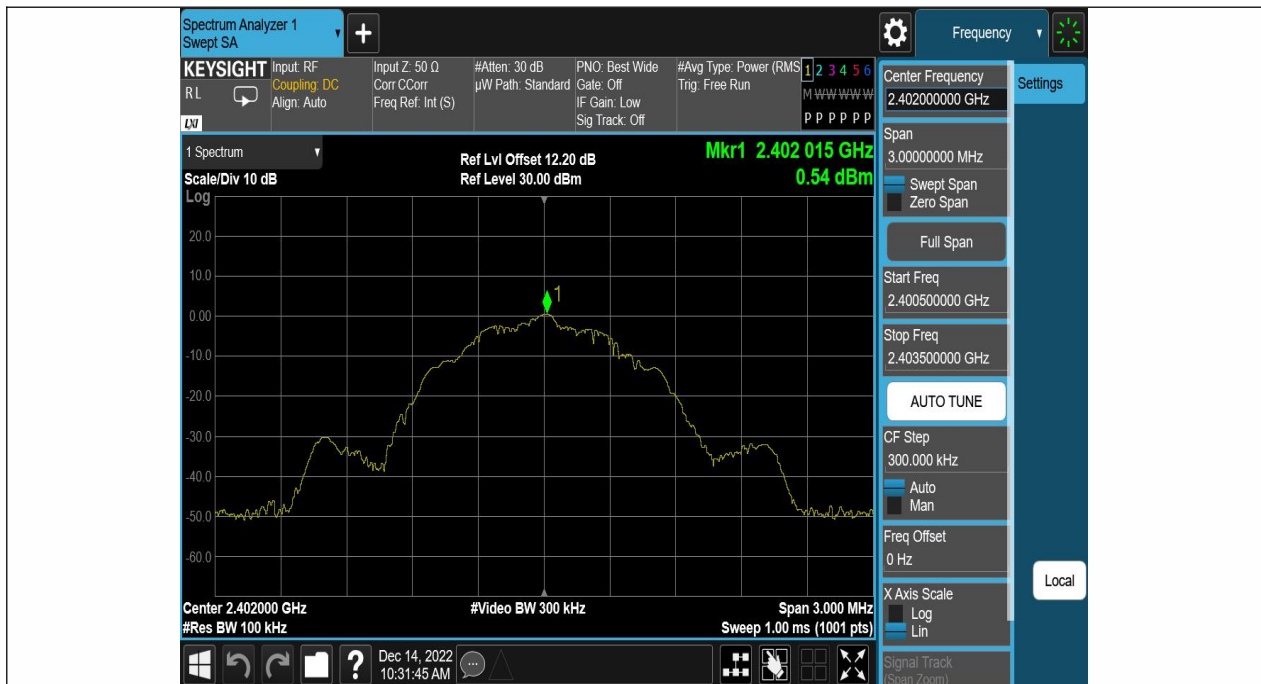 Spectrum Analyzer 1
Swept SA
+
Frequency
KEYSIGHT
RL
LXI
Input: RF
Coupling: DC
Align: Auto
Input Z: 50 Ω
Corr CCorr
Freq Ref: Int (S)
#Atten: 30 dB
µW Path: Standard
PNO: Best Wide
Gate: Off
IF Gain: Low
Sig Track: Off
#Avg Type: Power (RMS
Trig: Free Run
1 2 3 4 5 6
M W W W W W
P P P P P P
1 Spectrum
Scale/Div 10 dB
Ref Lvl Offset 12.20 dB
Ref Level 30.00 dBm
Mkr1 2.402 015 GHz
0.54 dBm
Log
20.0
10.0
0.00
-10.0
-20.0
-30.0
-40.0
-50.0
-60.0
1
Center 2.402000 GHz
#Res BW 100 kHz
#Video BW 300 kHz
Span 3.000 MHz
Sweep 1.00 ms (1001 pts)
Center Frequency
2.402000000 GHz
Span
3.00000000 MHz
Swept Span
Zero Span
Full Span
Start Freq
2.400500000 GHz
Stop Freq
2.403500000 GHz
AUTO TUNE
CF Step
300.000 kHz
Auto
Man
Freq Offset
0 Hz
X Axis Scale
Log
Lin
Signal Track
(Span Zoom)
Settings
Local
?
Dec 14, 2022
10:31:45 AM